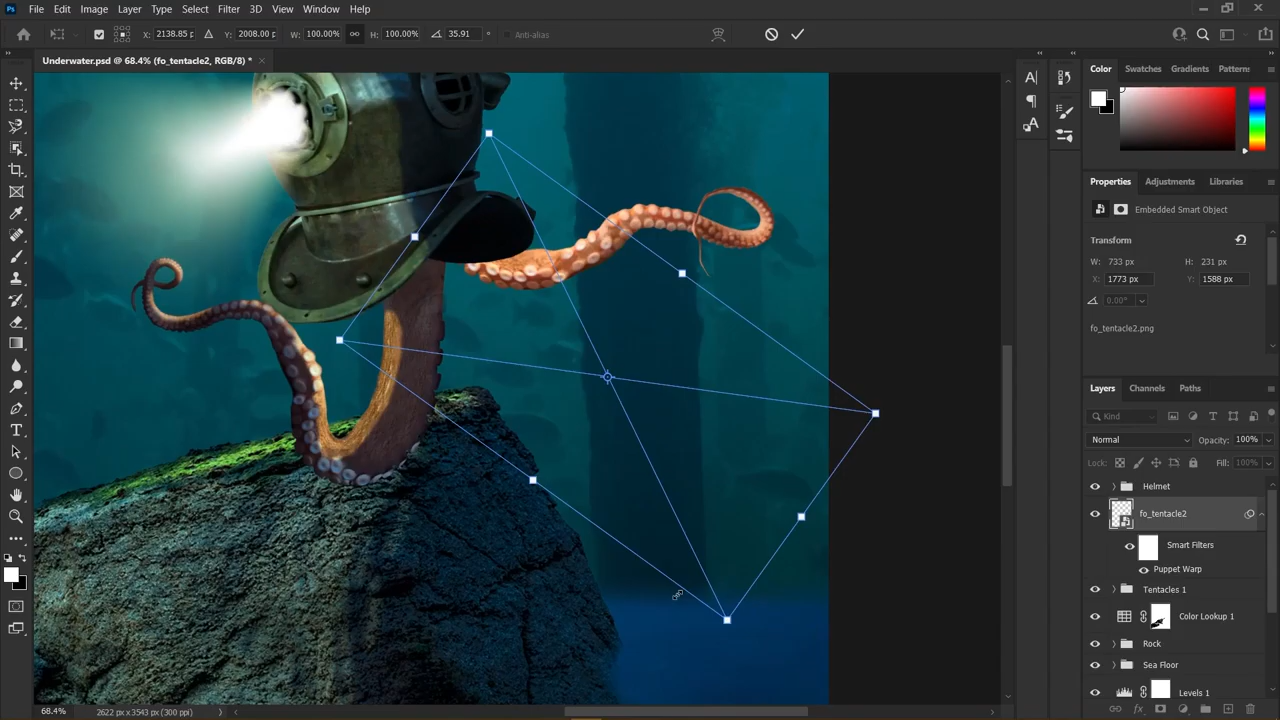 Ps File Edit Image Layer Type Select Filter 3D View Window Help
X: 2138.85 p Y: 2008.00 p W: 100.00% H: 100.00% 35.91 ° Anti-alias
Underwater.psd @ 68.4% (fo_tentacle2, RGB/8) *
Color Swatches Gradients Patterns
Properties Adjustments Libraries
Embedded Smart Object
Transform
W: 733 px H: 231 px
X: 1773 px Y: 1588 px
0.00°
fo_tentacle2.png
Layers Channels Paths
Kind
Normal Opacity: 100%
Lock: Fill: 100%
Helmet
fo_tentacle2
Smart Filters
Puppet Warp
Tentacles 1
Color Lookup 1
Rock
Sea Floor
Levels 1
68.4% 2622 px x 3543 px (300 ppi)